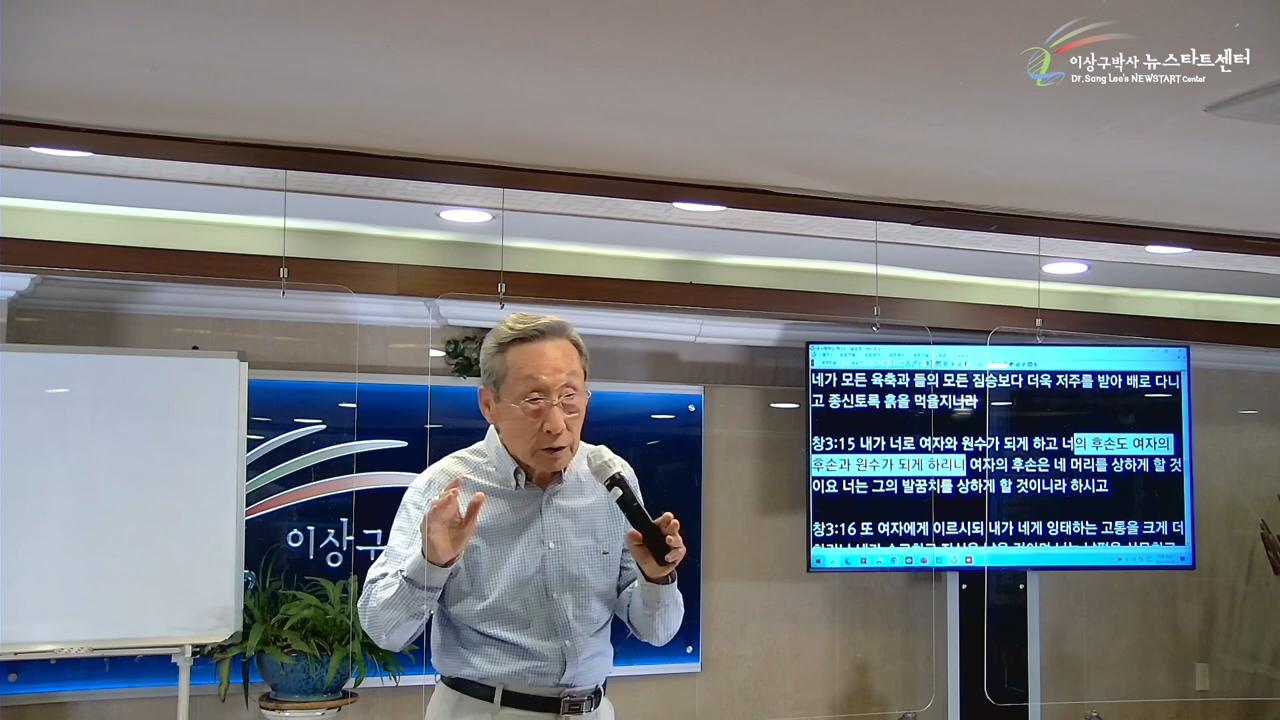 이상구박사 뉴스타트센터
Dr. Sang Lee's NEWSTART Center
네가 모든 육축과 들의 모든 짐승보다 더욱 저주를 받아 배로 다니
고 종신토록 흙을 먹을지니라
창3:15 내가 너로 여자와 원수가 되게 하고 너의 후손도 여자의
후손과 원수가 되게 하리니 여자의 후손은 네 머리를 상하게 할 것
이요 너는 그의 발꿈치를 상하게 할 것이니라 하시고
창3:16 또 여자에게 이르시되 내가 네게 잉태하는 고통을 크게 더
이상구